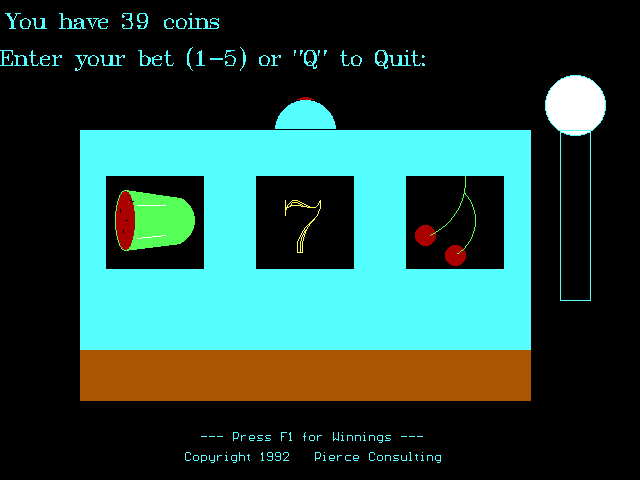 You have 39 coins
Enter your bet (1-5) or "Q" to Quit:
7
--- Press F1 for Winnings ---
Copyright 1992 Pierce Consulting